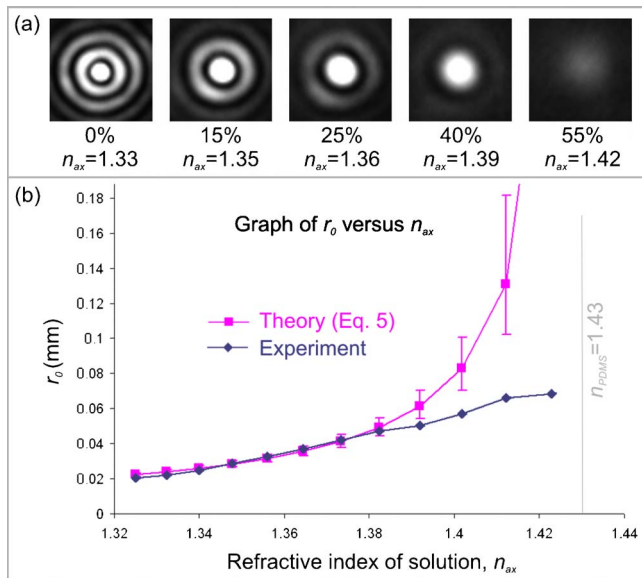 (a)
0% 15% 25% 40% 55%
nax=1.33 nax=1.35 nax=1.36 nax=1.39 nax=1.42
(b)
Graph of r0 versus nax
0.18
0.16
0.14
0.12
0.1
0.08
0.06
0.04
0.02
0
r0 (mm)
Theory (Eq. 5)
Experiment
nPDMS=1.43
1.32 1.34 1.36 1.38 1.4 1.42 1.44
Refractive index of solution, nax